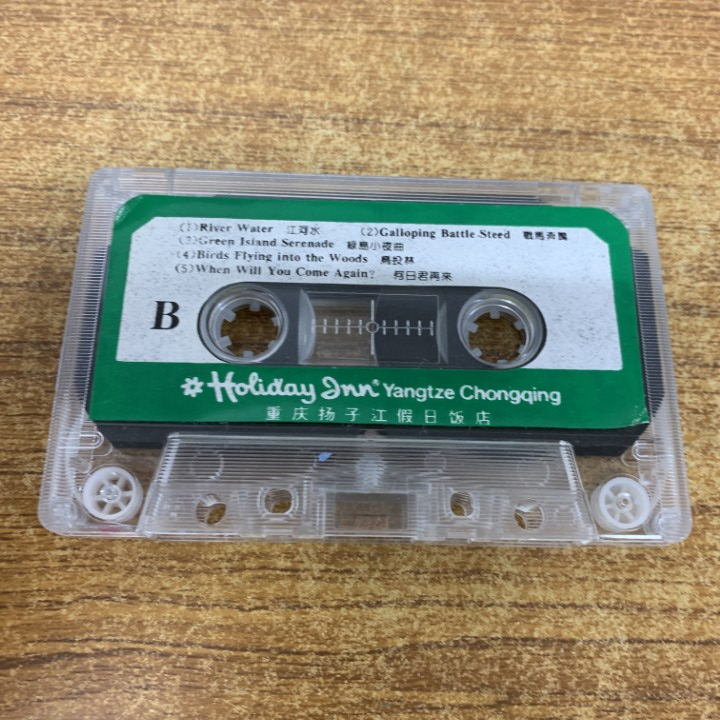 (1)River Water 江河水 (2)Galloping Battle Steed 戰馬奔騰
(3)Green Island Serenade 綠島小夜曲
(4)Birds Flying into the Woods 鳥投林
(5)When Will You Come Again? 何日君再來
B
Holiday Inn® Yangtze Chongqing
重庆扬子江假日饭店